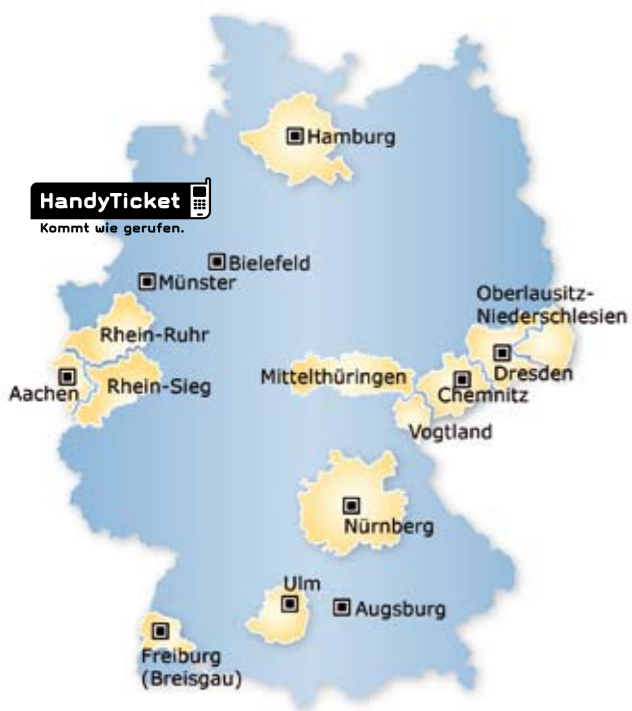 Hamburg
HandyTicket
Kommt wie gerufen.
Bielefeld
Münster
Oberlausitz-
Niederschlesien
Rhein-Ruhr
Dresden
Mittelthüringen
Aachen
Rhein-Sieg
Chemnitz
Vogtland
Nürnberg
Ulm
Augsburg
Freiburg
(Breisgau)